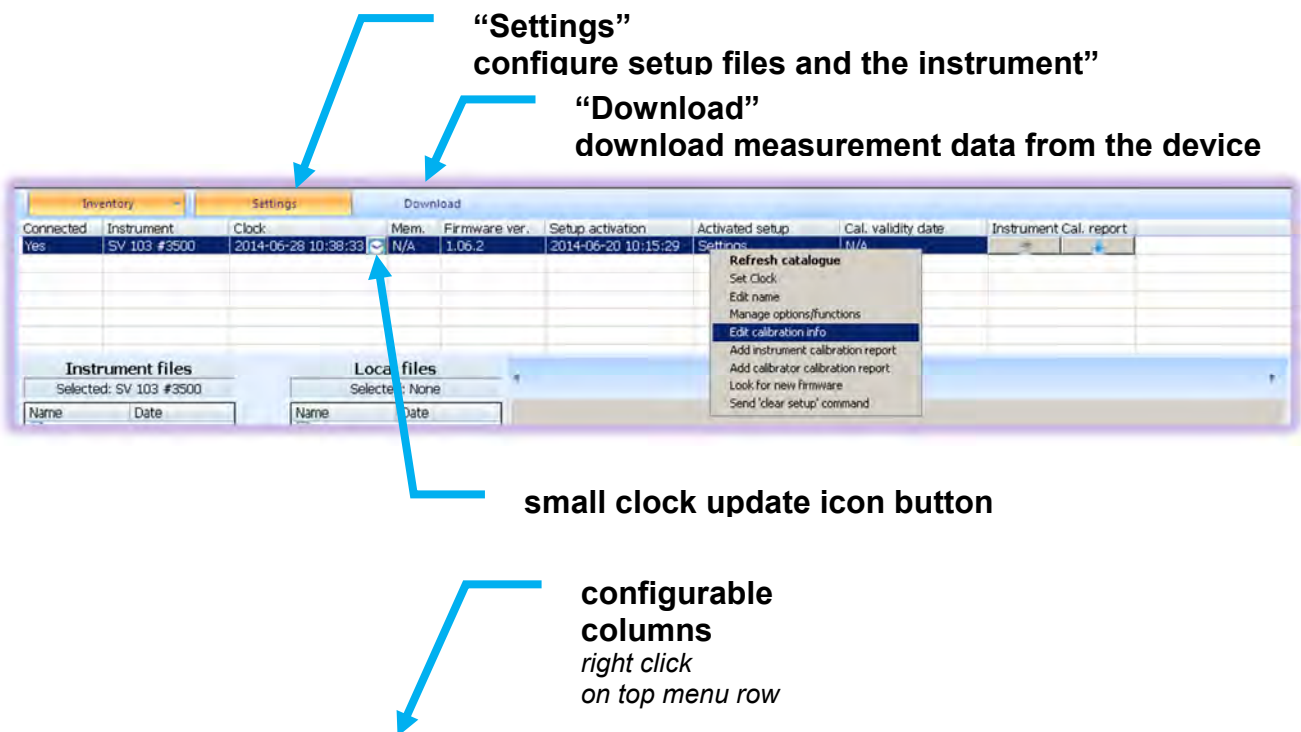 “Settings”
configure setup files and the instrument”
“Download”
download measurement data from the device
Inventory Settings Download
Connected Instrument Clock Mem. Firmware ver. Setup activation Activated setup Cal. validity date Instrument Cal. report
Yes SV 103 #3500 2014-06-28 10:38:33 N/A 1.06.2 2014-06-20 10:15:29 Settings N/A
Refresh catalogue
Set Clock
Edit name
Manage options/functions
Edit calibration info
Add instrument calibration report
Add calibrator calibration report
Look for new firmware
Send 'clear setup' command
Instrument files Local files
Selected: SV 103 #3500 Selected: None
Name Date Name Date
small clock update icon button
configurable
columns
right click
on top menu row